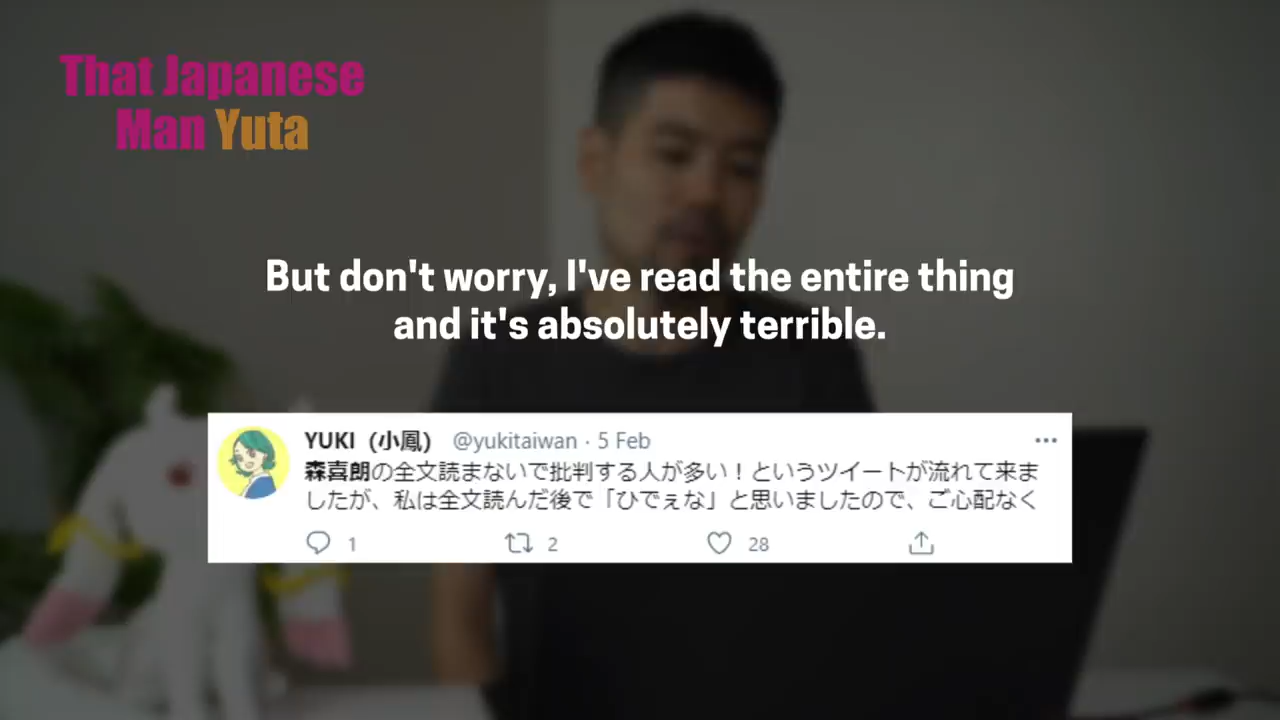 That Japanese
Man Yuta
But don't worry, I've read the entire thing
and it's absolutely terrible.
YUKI（小鳳） @yukitaiwan · 5 Feb
森喜朗の全文読まないで批判する人が多い！というツイートが流れて来ま
したが、私は全文読んだ後で「ひでぇな」と思いましたので、ご心配なく
1 2 28